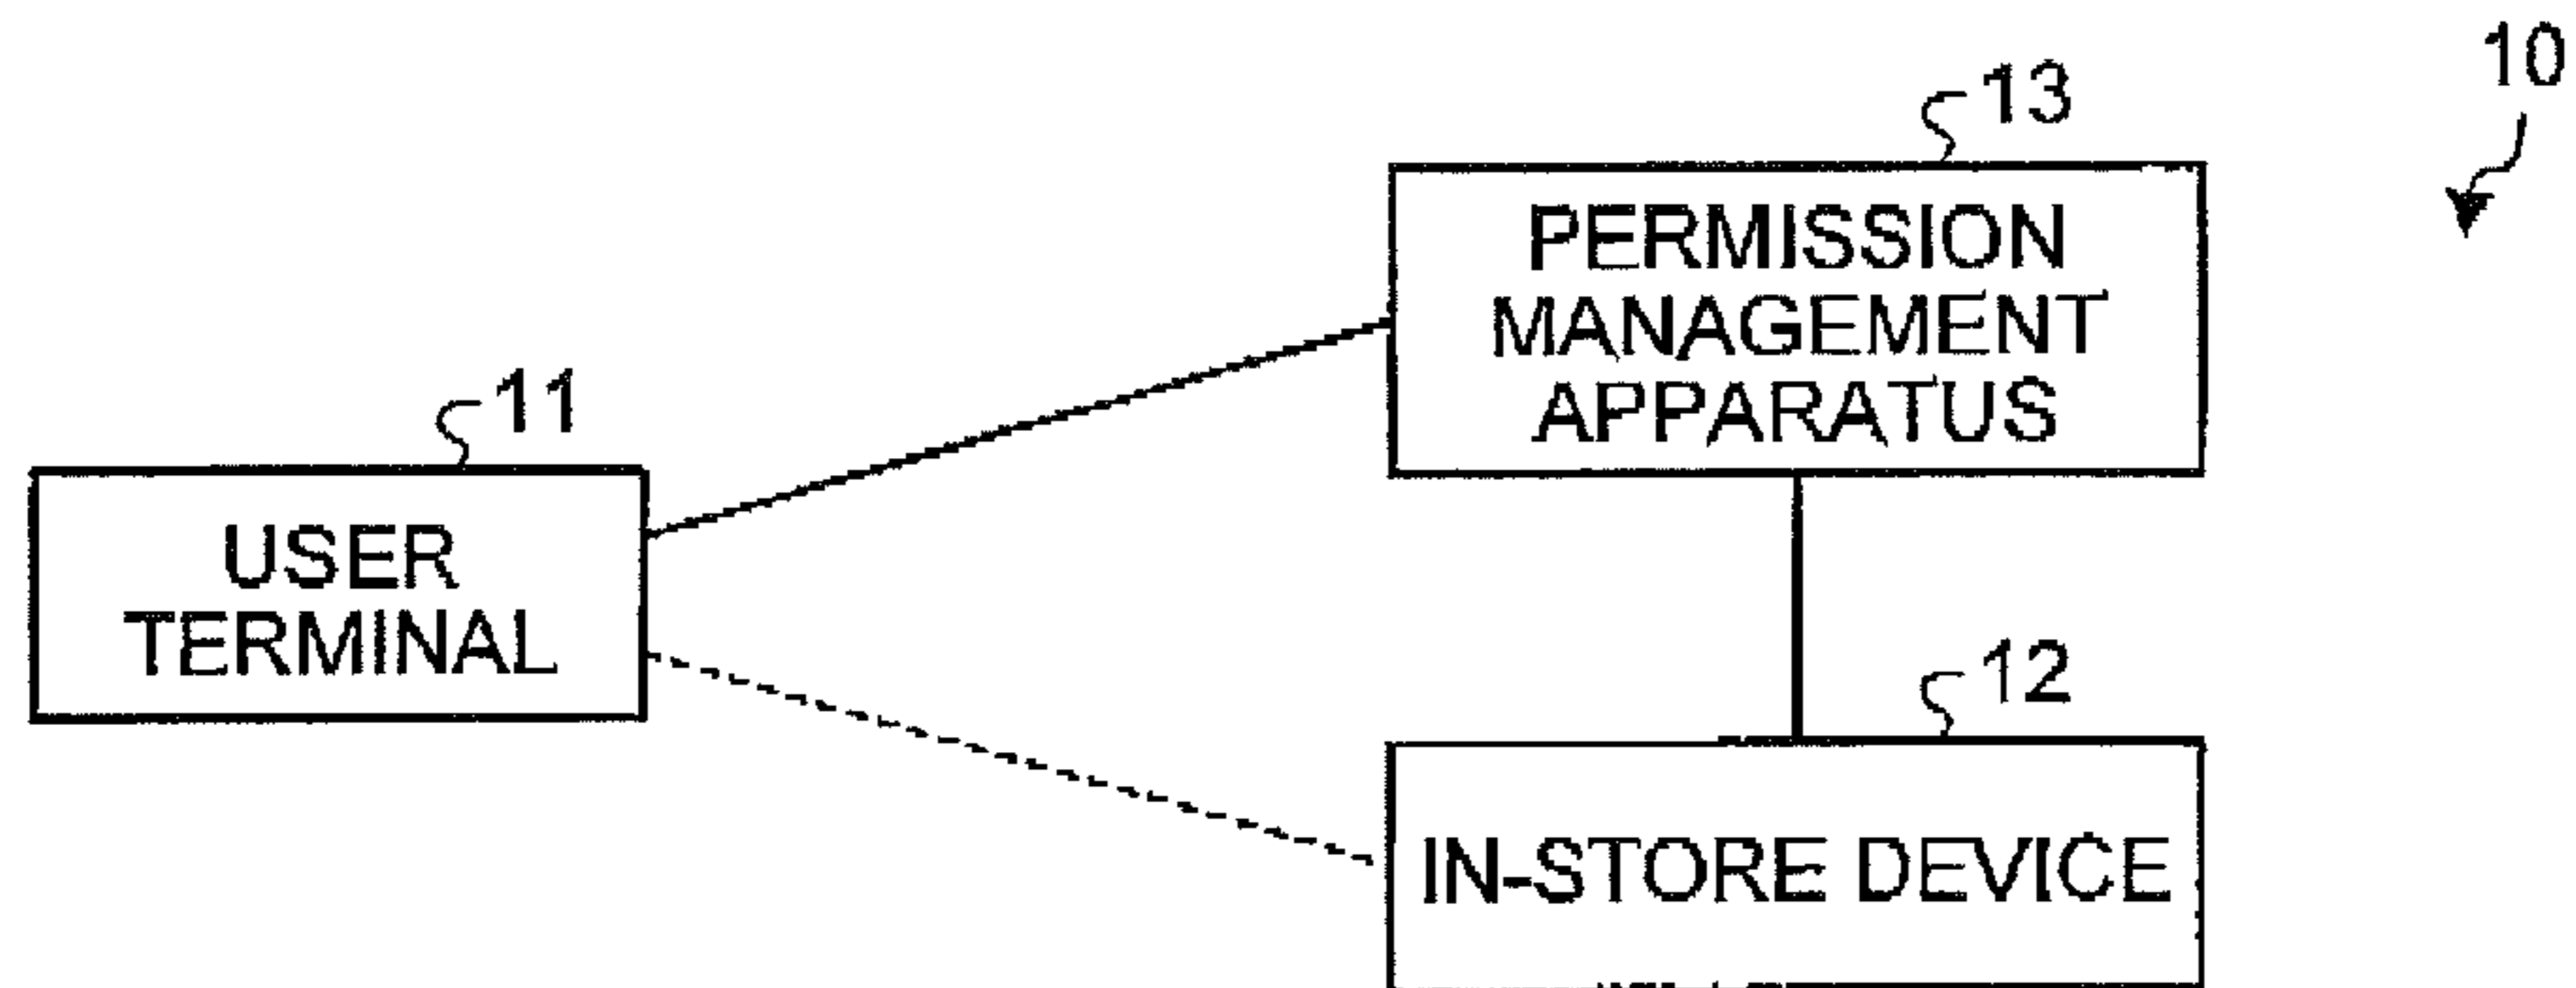 10
13
PERMISSION
MANAGEMENT
APPARATUS
11
USER
TERMINAL
12
IN-STORE DEVICE